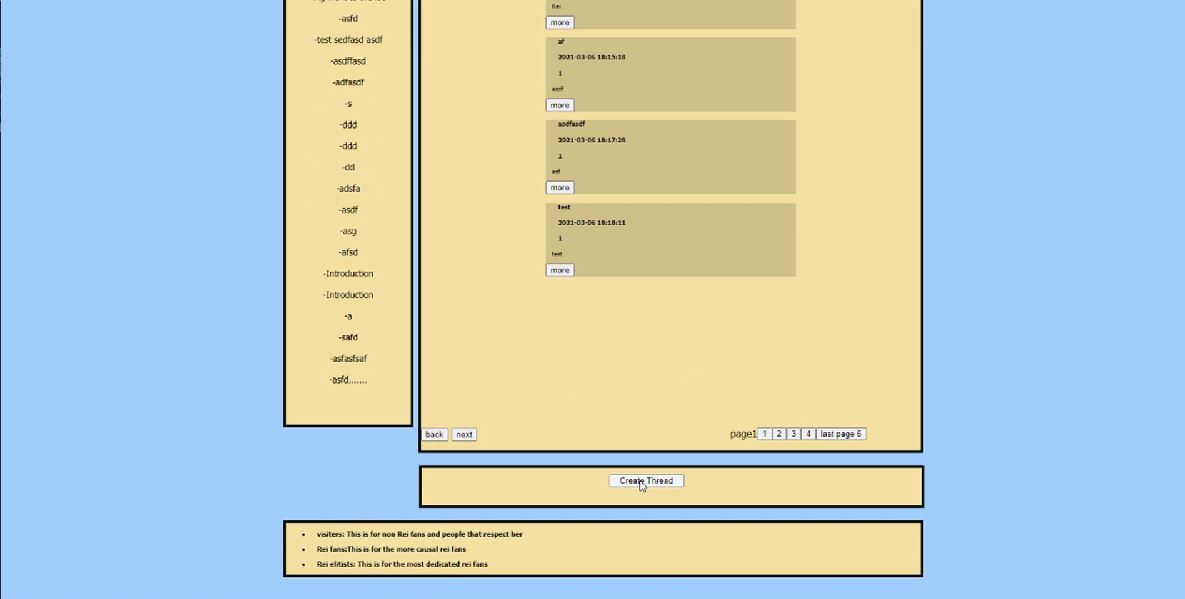 -asfd
-test sedfasd asdf
-asdffasd
-adfasdf
-s
-ddd
-ddd
-dd
-adsfa
-asdf
-asg
-afsd
-Introduction
-Introduction
-a
-safd
-asfasfsaf
-asfd.......
Rei
more
af
2021-03-06 18:15:18
1
asdf
more
asdfasdf
2021-03-06 18:17:26
1
asf
more
test
2021-03-06 18:18:11
1
test
more
back next page1 1 2 3 4 last page 6
Create Thread
• visiters: This is for non Rei fans and people that respect her
• Rei fans:This is for the more causal rei fans
• Rei elitists: This is for the most dedicated rei fans